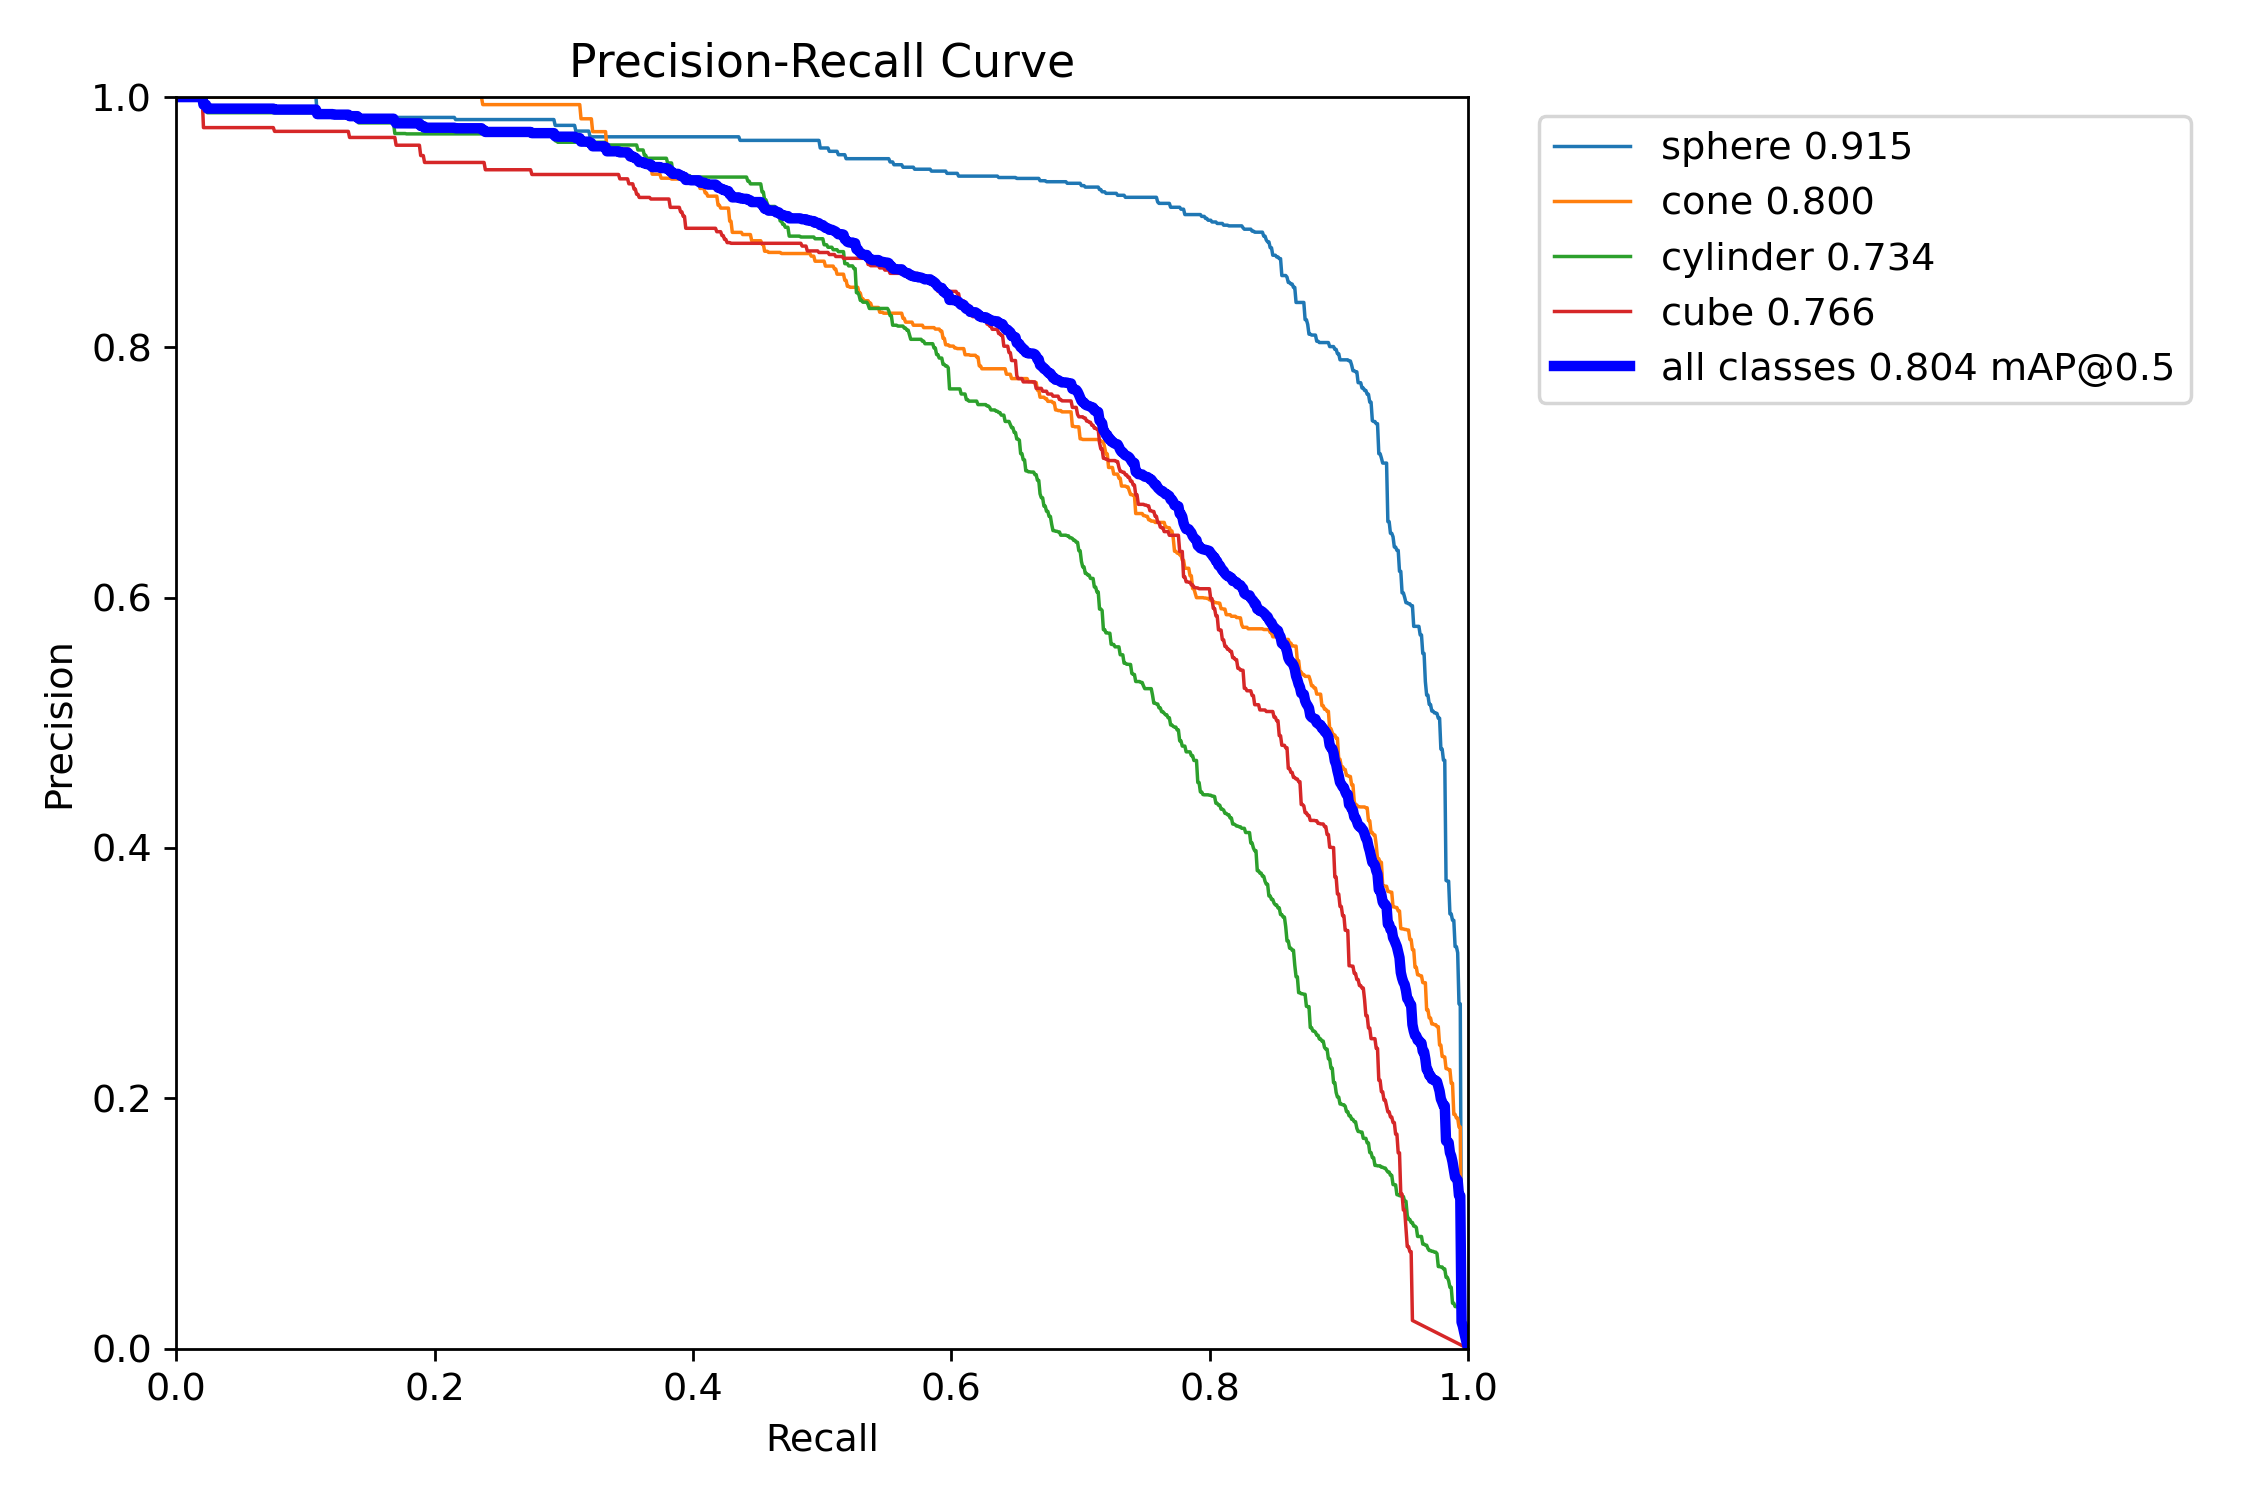 Precision-Recall Curve
1.0
0.8
0.6
0.4
0.2
0.0
Precision
0.0 0.2 0.4 0.6 0.8 1.0
Recall
sphere 0.915
cone 0.800
cylinder 0.734
cube 0.766
all classes 0.804 mAP@0.5